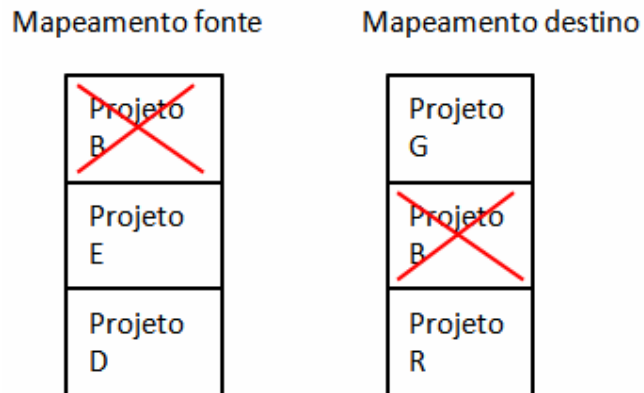 Mapeamento fonte
Mapeamento destino
Projeto
B
Projeto
E
Projeto
D
Projeto
G
Projeto
B
Projeto
R